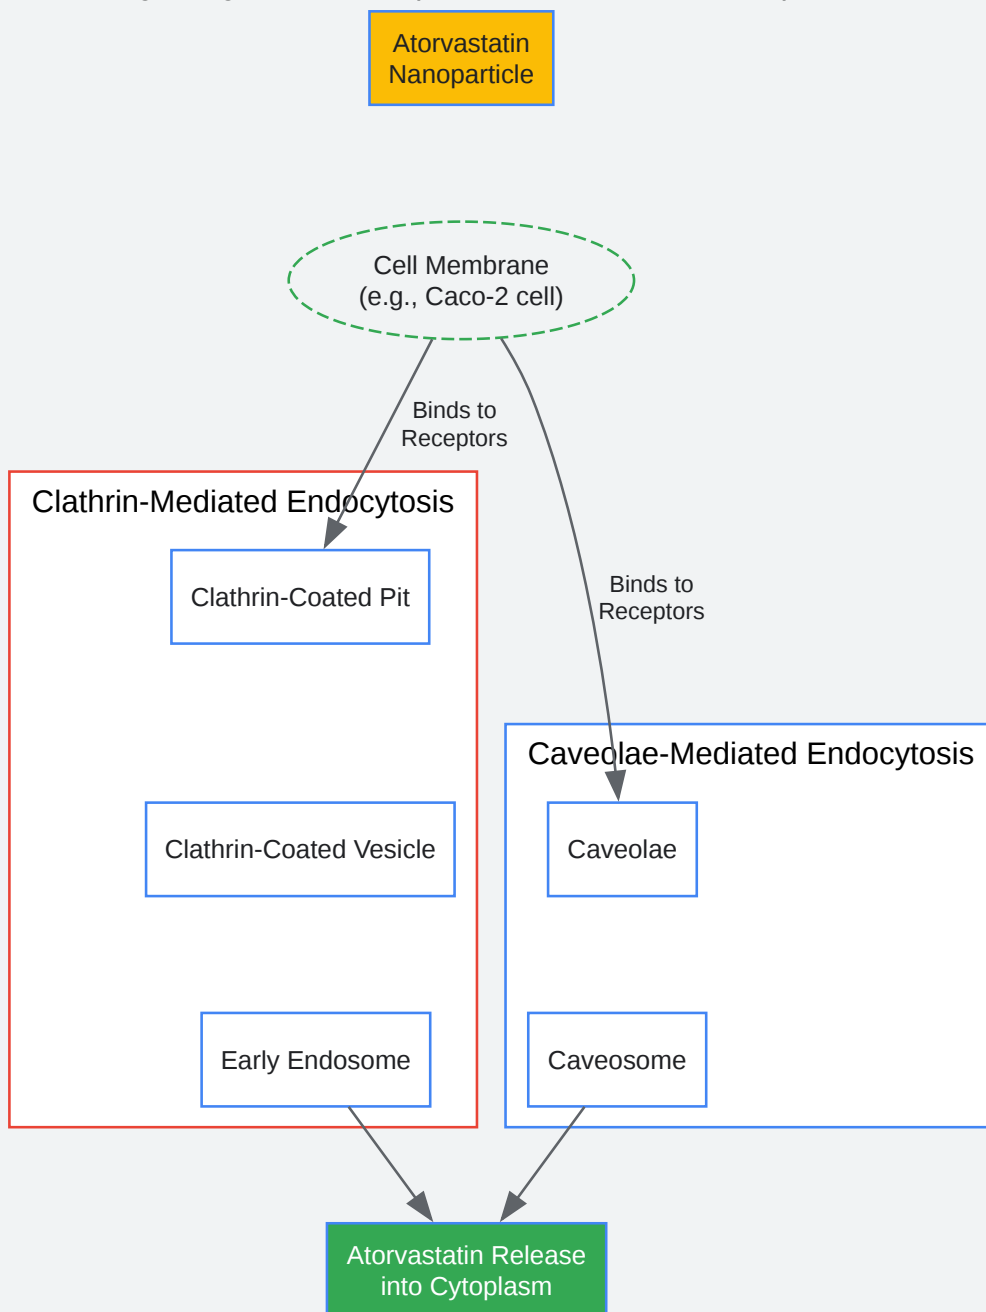 Atorvastatin
Nanoparticle
Cell Membrane
(e.g., Caco-2 cell)
Binds to
Receptors
Clathrin-Mediated Endocytosis
Clathrin-Coated Pit
Binds to
Receptors
Caveolae-Mediated Endocytosis
Clathrin-Coated Vesicle
Caveolae
Early Endosome
Caveosome
Atorvastatin Release
into Cytoplasm